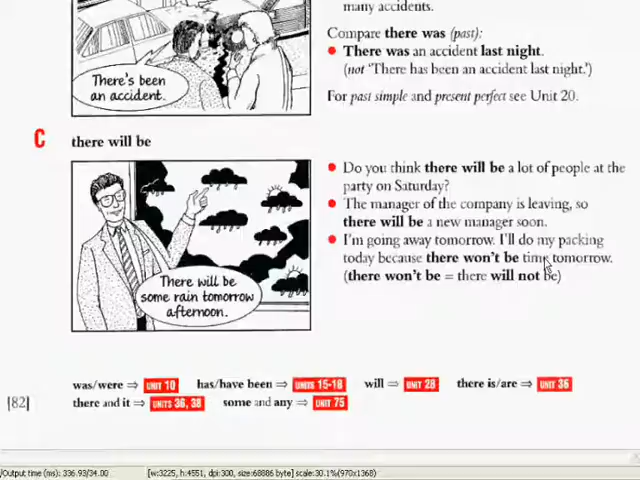 many accidents.
Compare there was (past):
There was an accident last night.
(not 'There has been an accident last night.')
For past simple and present perfect see Unit 20.
There's been
an accident.
C there will be
There will be
some rain tomorrow
afternoon.
Do you think there will be a lot of people at the
party on Saturday?
The manager of the company is leaving, so
there will be a new manager soon.
I'm going away tomorrow. I'll do my packing
today because there won't be time tomorrow.
(there won't be = there will not be)
was/were ⇒ UNIT 10 has/have been ⇒ UNITS 15-18 will ⇒ UNIT 28 there is/are ⇒ UNIT 36
there and it ⇒ UNITS 36, 38 some and any ⇒ UNIT 75
[82]
/Output time (ms): 336.93/34.00 [w:3225, h:4551, dpi:300, size:68886 byte] scale:30.1%(970x1368)